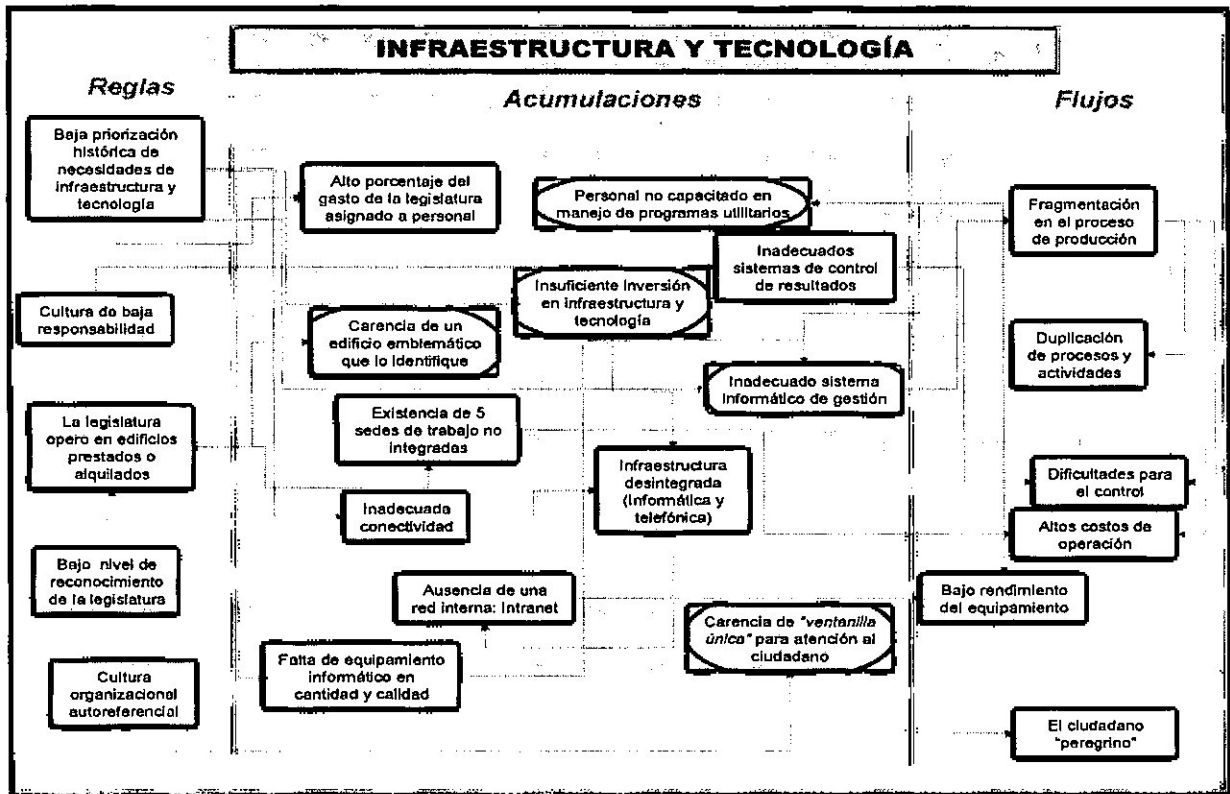 INFRAESTRUCTURA Y TECNOLOGÍA
Reglas
Baja priorización
histórica de
necesidades de
infraestructura y
tecnología
Cultura de baja
responsabilidad
La legislatura
opero en edificios
prestados o
alquilados
Bajo nivel de
reconocimiento
de la legislatura
Cultura
organizacional
autoreferencial
Acumulaciones
Alto porcentaje del
gasto de la legislatura
asignado a personal
Personal no capacitado en
manejo de programas utilitarios
Inadecuados
sistemas de control
de resultados
Insuficiente Inversión
en infraestructura y
tecnología
Carencia de un
edificio emblemático
que lo Identifique
Inadecuado sistema
Informático de gestión
Existencia de 5
sedes de trabajo no
integradas
Infraestructura
desintegrada
(Informática y
telefónica)
Inadecuada
conectividad
Ausencia de una
red interna: Intranet
Carencia de "ventanilla
única" para atención al
ciudadano
Falta de equipamiento
informático en
cantidad y calidad
Flujos
Fragmentación
en el proceso
de producción
Duplicación
de procesos y
actividades
Dificultades para
el control
Altos costos de
operación
Bajo rendimiento
del equipamiento
El ciudadano
"peregrino"